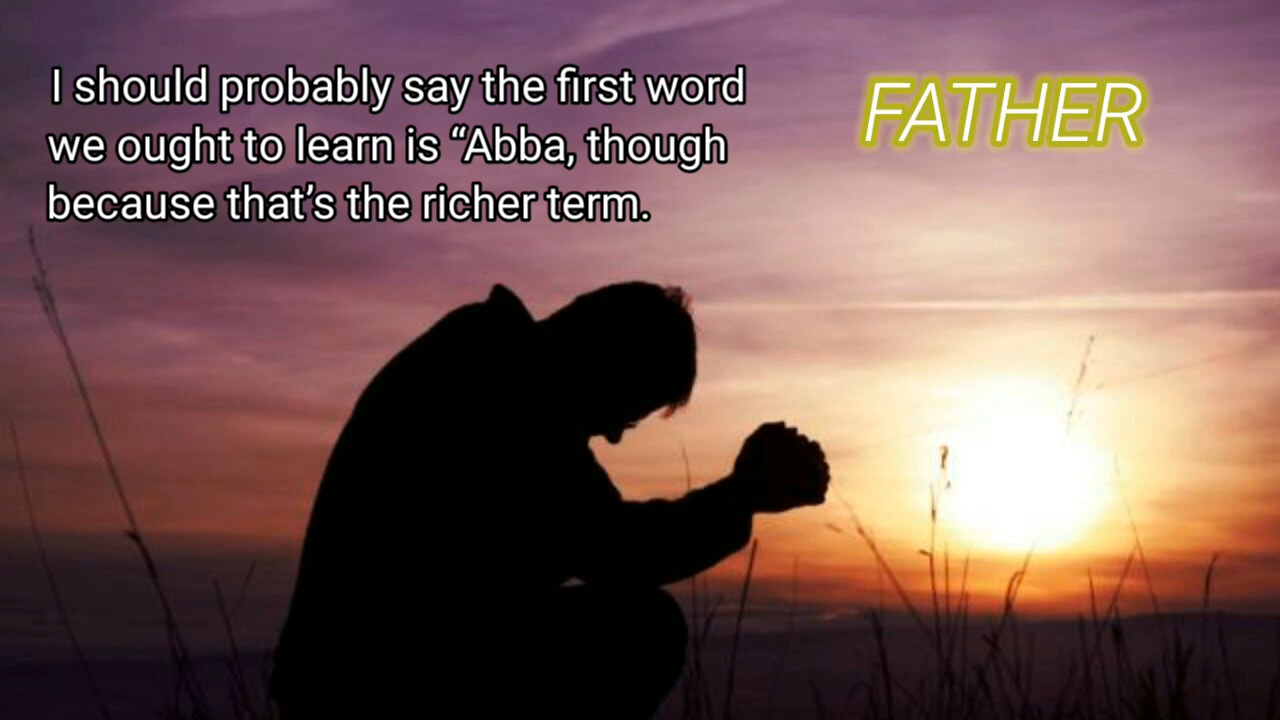 I should probably say the first word
we ought to learn is “Abba, though
because that’s the richer term.
FATHER